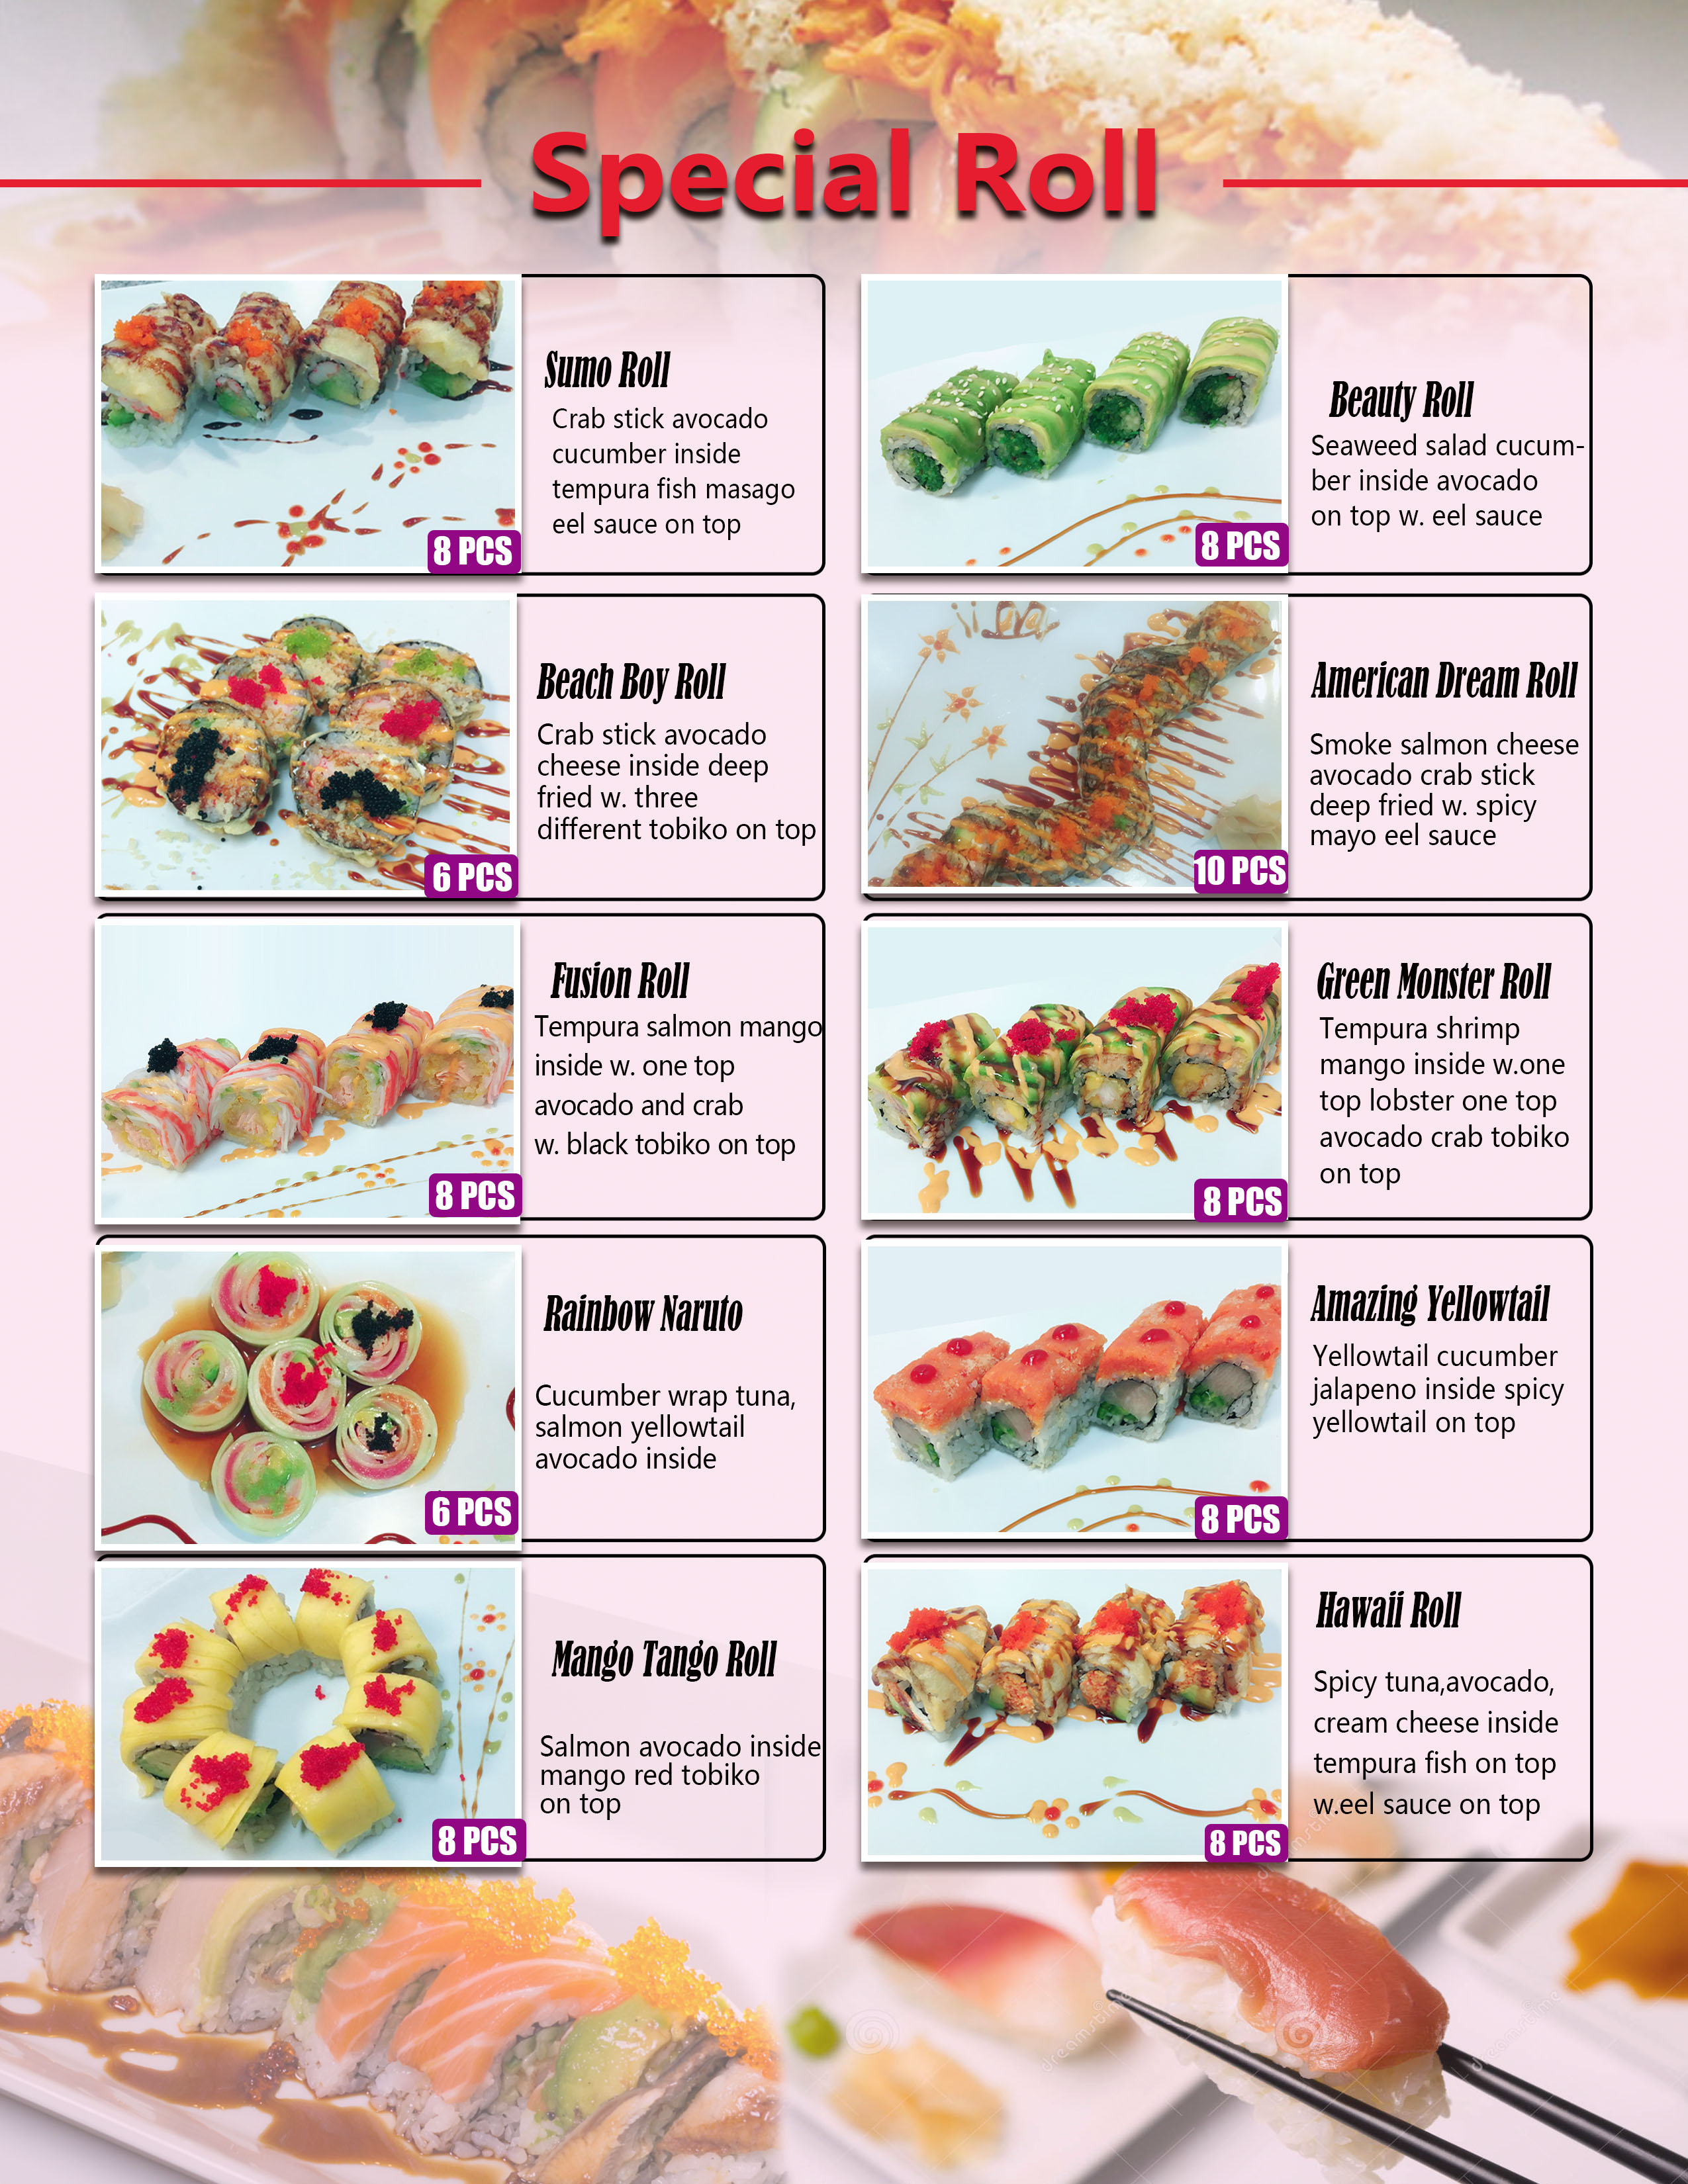 Special Roll
Sumo Roll
Crab stick avocado
cucumber inside
tempura fish masago
eel sauce on top
8 PCS
Beauty Roll
Seaweed salad cucum-
ber inside avocado
on top w. eel sauce
8 PCS
Beach Boy Roll
Crab stick avocado
cheese inside deep
fried w. three
different tobiko on top
6 PCS
American Dream Roll
Smoke salmon cheese
avocado crab stick
deep fried w. spicy
mayo eel sauce
10 PCS
Fusion Roll
Tempura salmon mango
inside w. one top
avocado and crab
w. black tobiko on top
8 PCS
Green Monster Roll
Tempura shrimp
mango inside w.one
top lobster one top
avocado crab tobiko
on top
8 PCS
Rainbow Naruto
Cucumber wrap tuna,
salmon yellowtail
avocado inside
6 PCS
Amazing Yellowtail
Yellowtail cucumber
jalapeno inside spicy
yellowtail on top
8 PCS
Mango Tango Roll
Salmon avocado inside
mango red tobiko
on top
8 PCS
Hawaii Roll
Spicy tuna,avocado,
cream cheese inside
tempura fish on top
w.eel sauce on top
8 PCS
dreamstime
dreamstime